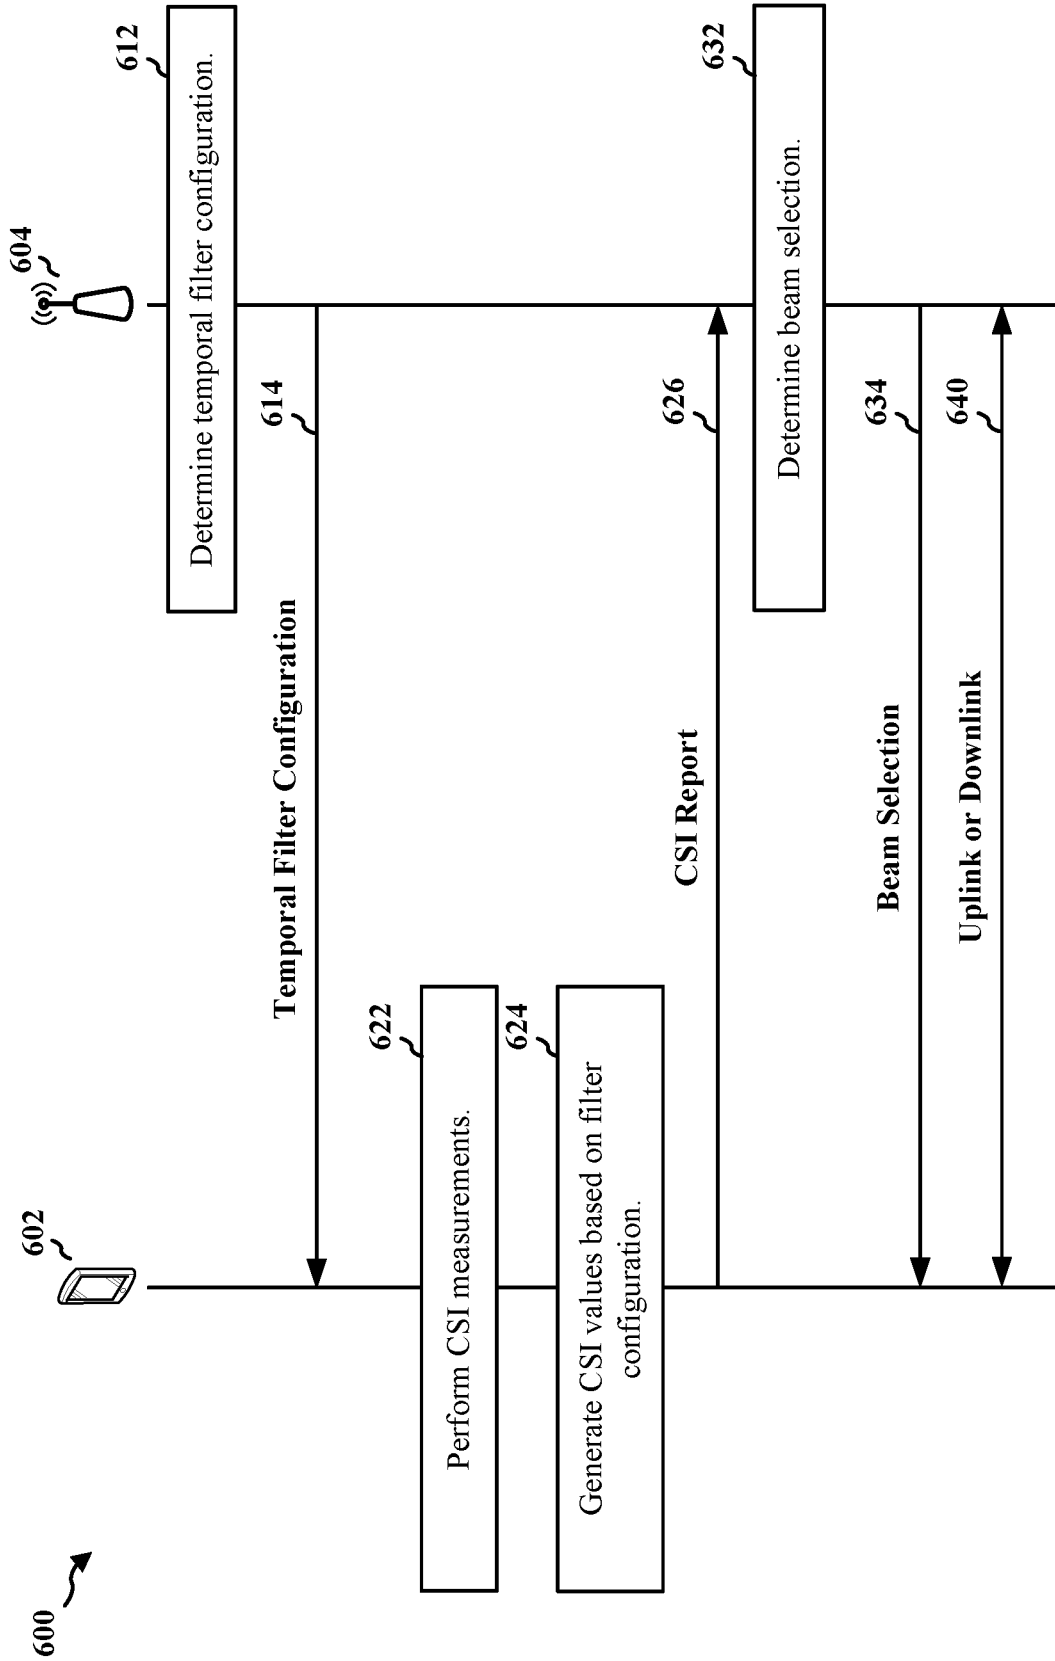 600
602
604
612
Determine temporal filter configuration.
614
Temporal Filter Configuration
622
Perform CSI measurements.
624
Generate CSI values based on filter
configuration.
626
CSI Report
632
Determine beam selection.
634
Beam Selection
640
Uplink or Downlink